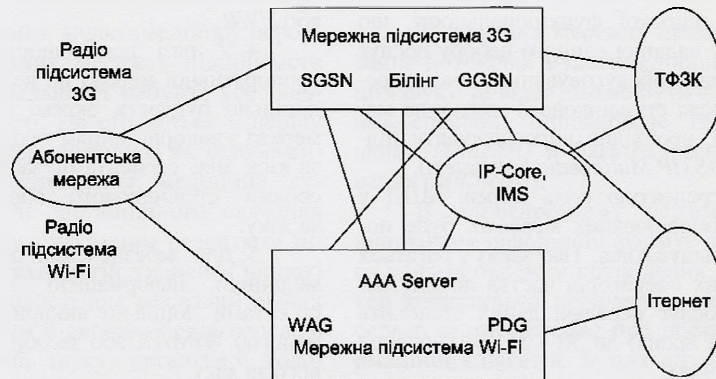 Радіо
підсистема
3G
Мережна підсистема 3G
SGSN Білінг GGSN
ТФЗК
Абонентська
мережа
IP-Core,
IMS
Радіо
підсистема
Wi-Fi
AAA Server
WAG PDG
Мережна підсистема Wi-Fi
Інтернет